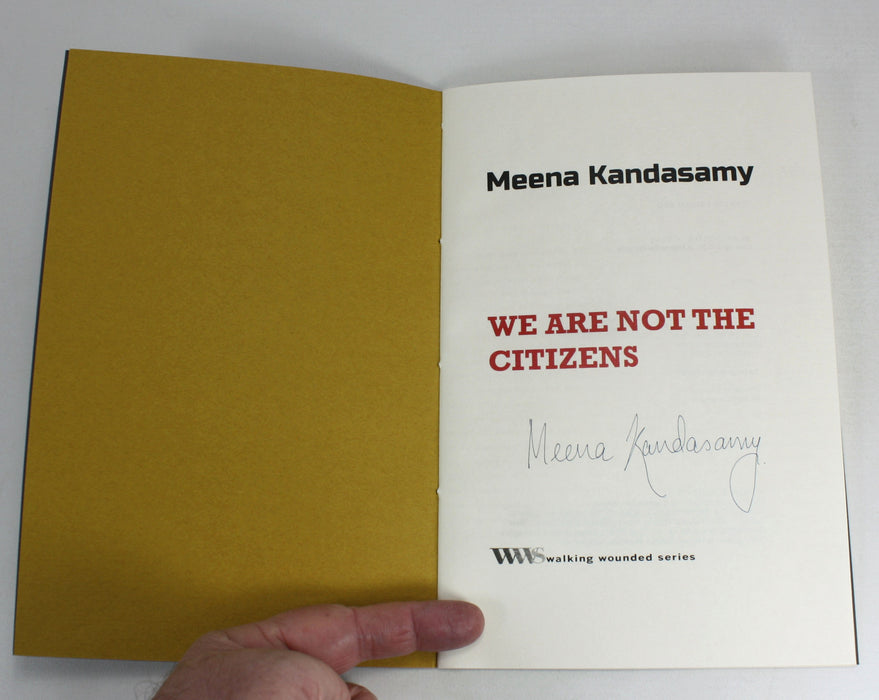 Meena Kandasamy
WE ARE NOT THE
CITIZENS
Meena Kandasamy.
WWS walking wounded series